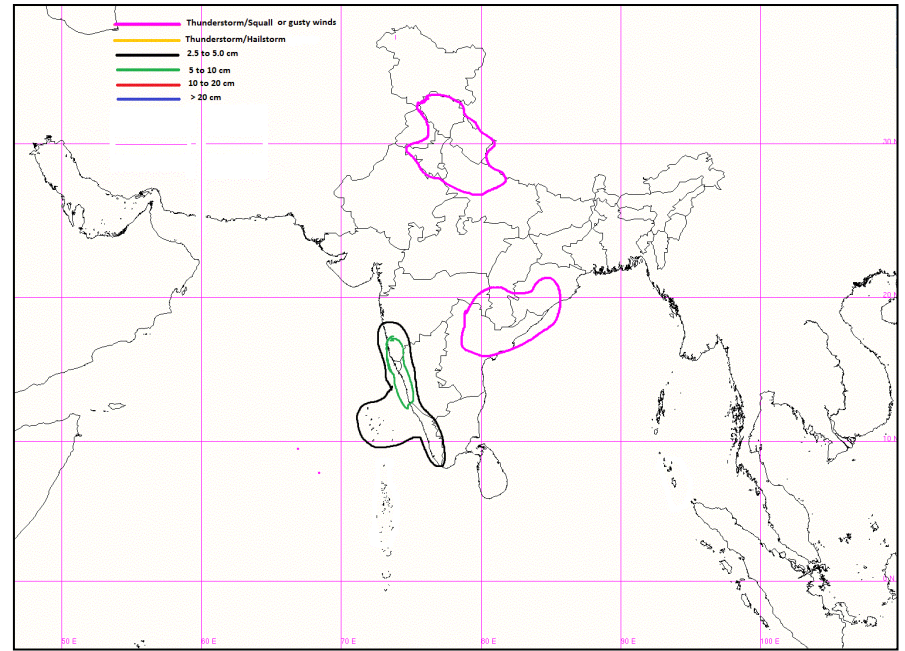 Thunderstorm/Squall or gusty winds
Thunderstorm/Hailstorm
2.5 to 5.0 cm
5 to 10 cm
10 to 20 cm
> 20 cm
30 N
20 N
10 N
0 N
50 E
60 E
70 E
80 E
90 E
100 E